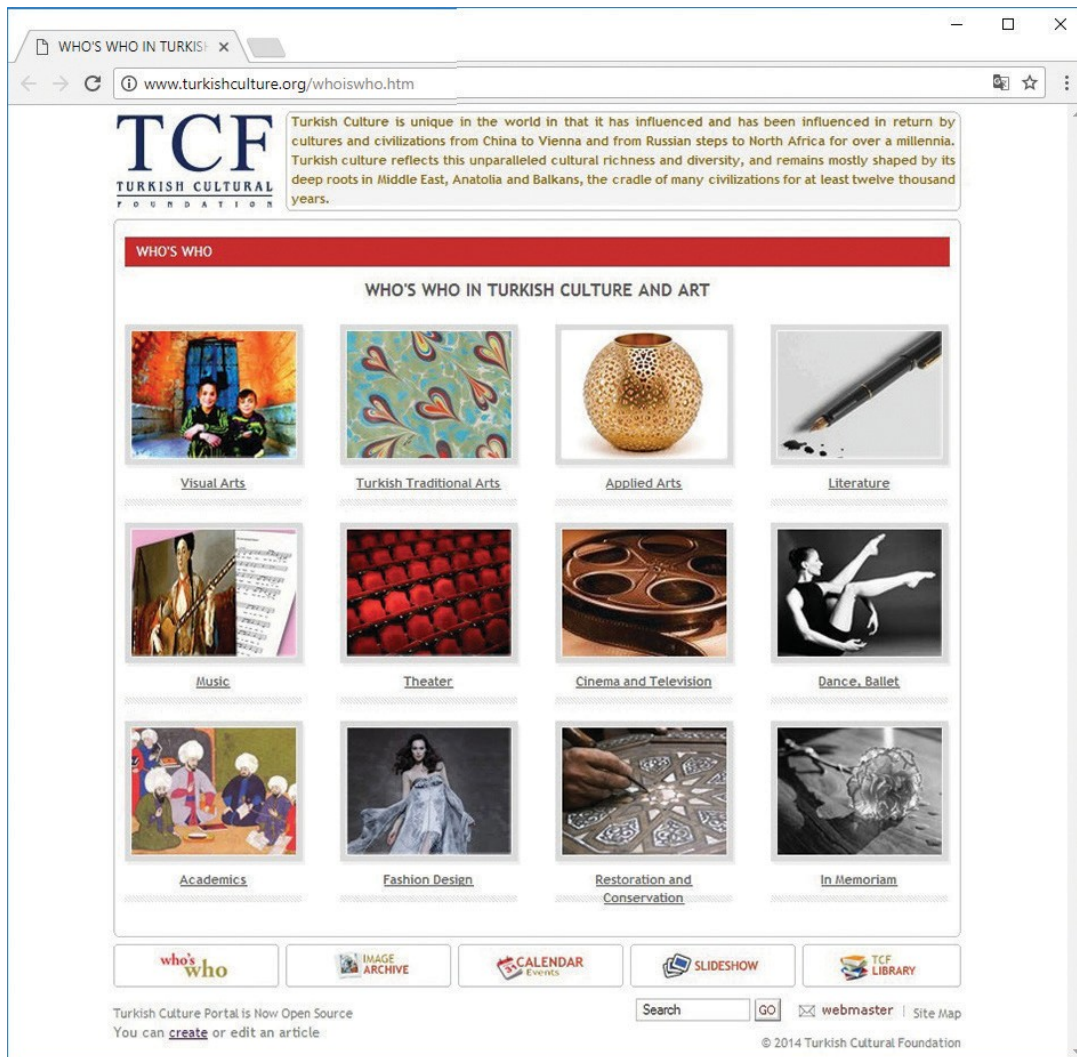 WHO'S WHO IN TURKISH
www.turkishculture.org/whoiswho.htm
TCF
TURKISH CULTURAL
FOUNDATION
Turkish Culture is unique in the world in that it has influenced and has been influenced in return by
cultures and civilizations from China to Vienna and from Russian steps to North Africa for over a millennia.
Turkish culture reflects this unparalleled cultural richness and diversity, and remains mostly shaped by its
deep roots in Middle East, Anatolia and Balkans, the cradle of many civilizations for at least twelve thousand
years.
WHO'S WHO
WHO'S WHO IN TURKISH CULTURE AND ART
Visual Arts
Turkish Traditional Arts
Applied Arts
Literature
Music
Theater
Cinema and Television
Dance, Ballet
Academics
Fashion Design
Restoration and
Conservation
In Memoriam
who's
who
IMAGE
ARCHIVE
31
CALENDAR
Events
SLIDESHOW
TCF
LIBRARY
Turkish Culture Portal is Now Open Source
You can create or edit an article
Search
GO
webmaster | Site Map
© 2014 Turkish Cultural Foundation